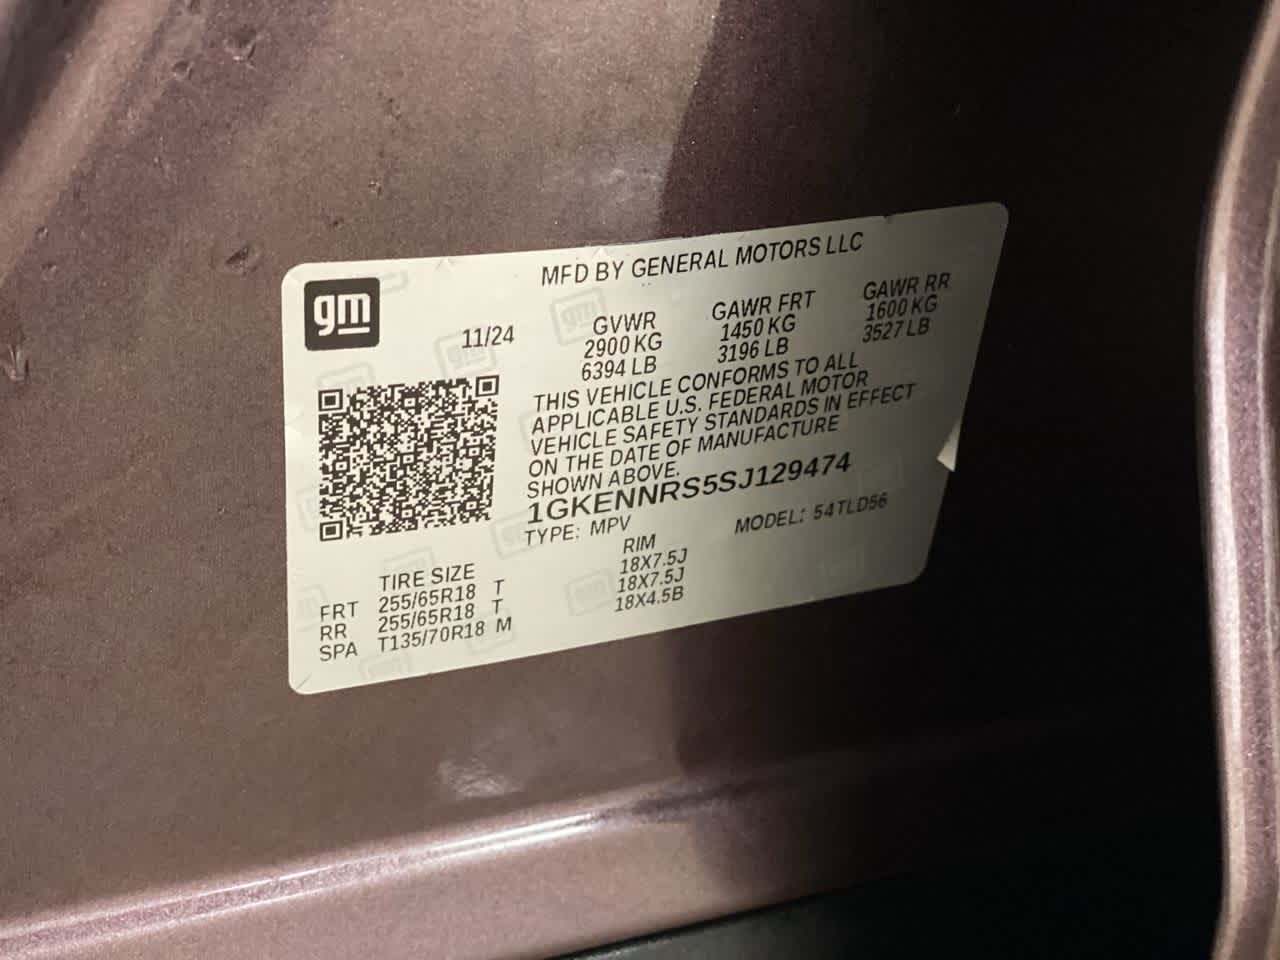 MFD BY GENERAL MOTORS LLC
gm
11/24
GVWR
2900 KG
6394 LB
GAWR FRT
1450 KG
3196 LB
GAWR RR
1600 KG
3527 LB
THIS VEHICLE CONFORMS TO ALL
APPLICABLE U.S. FEDERAL MOTOR
VEHICLE SAFETY STANDARDS IN EFFECT
ON THE DATE OF MANUFACTURE
SHOWN ABOVE.
1GKENNRS5SJ129474
TYPE: MPV
MODEL: 54TLD56
TIRE SIZE RIM
FRT 255/65R18 T 18X7.5J
RR 255/65R18 T 18X7.5J
SPA T135/70R18 M 18X4.5B